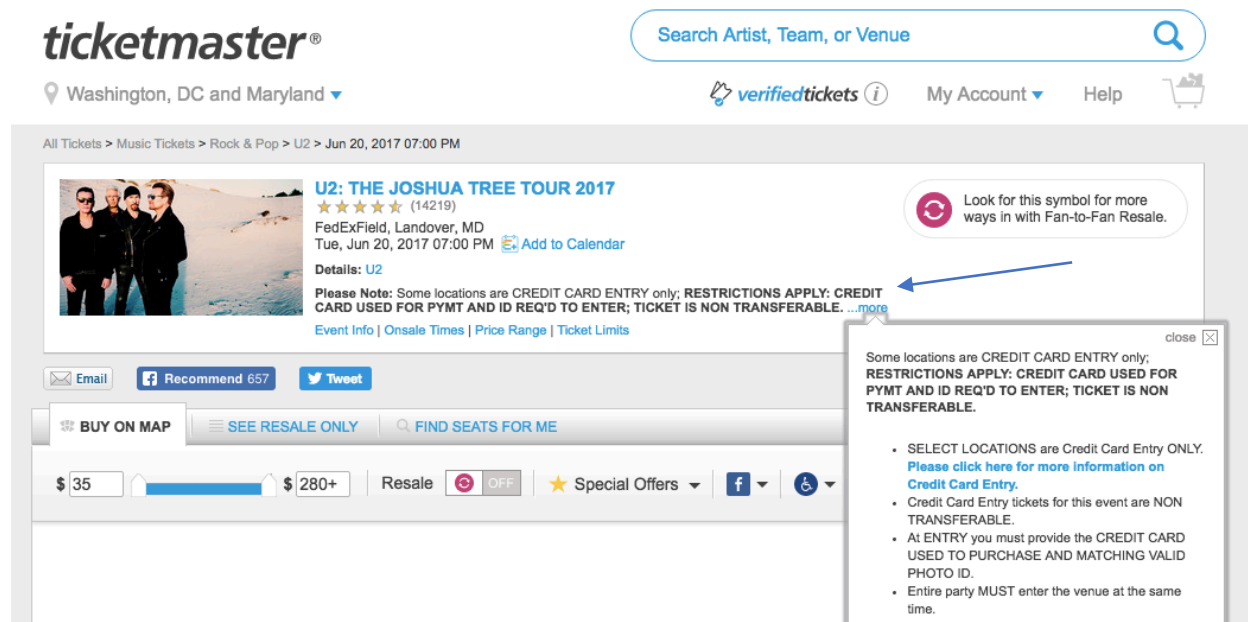 ticketmaster®
Search Artist, Team, or Venue
Washington, DC and Maryland
verifiedtickets i
My Account
Help
All Tickets > Music Tickets > Rock & Pop > U2 > Jun 20, 2017 07:00 PM
U2: THE JOSHUA TREE TOUR 2017
(14219)
FedExField, Landover, MD
Tue, Jun 20, 2017 07:00 PM Add to Calendar
Details: U2
Please Note: Some locations are CREDIT CARD ENTRY only; RESTRICTIONS APPLY: CREDIT
CARD USED FOR PYMT AND ID REQ'D TO ENTER; TICKET IS NON TRANSFERABLE. ...more
Event Info | Onsale Times | Price Range | Ticket Limits
Look for this symbol for more
ways in with Fan-to-Fan Resale.
Email
f Recommend 657
Tweet
BUY ON MAP
SEE RESALE ONLY
FIND SEATS FOR ME
$ 35
$ 280+
Resale
OFF
Special Offers
f
close
Some locations are CREDIT CARD ENTRY only;
RESTRICTIONS APPLY: CREDIT CARD USED FOR
PYMT AND ID REQ'D TO ENTER; TICKET IS NON
TRANSFERABLE.
• SELECT LOCATIONS are Credit Card Entry ONLY.
Please click here for more information on
Credit Card Entry.
• Credit Card Entry tickets for this event are NON
TRANSFERABLE.
• At ENTRY you must provide the CREDIT CARD
USED TO PURCHASE AND MATCHING VALID
PHOTO ID.
• Entire party MUST enter the venue at the same
time.